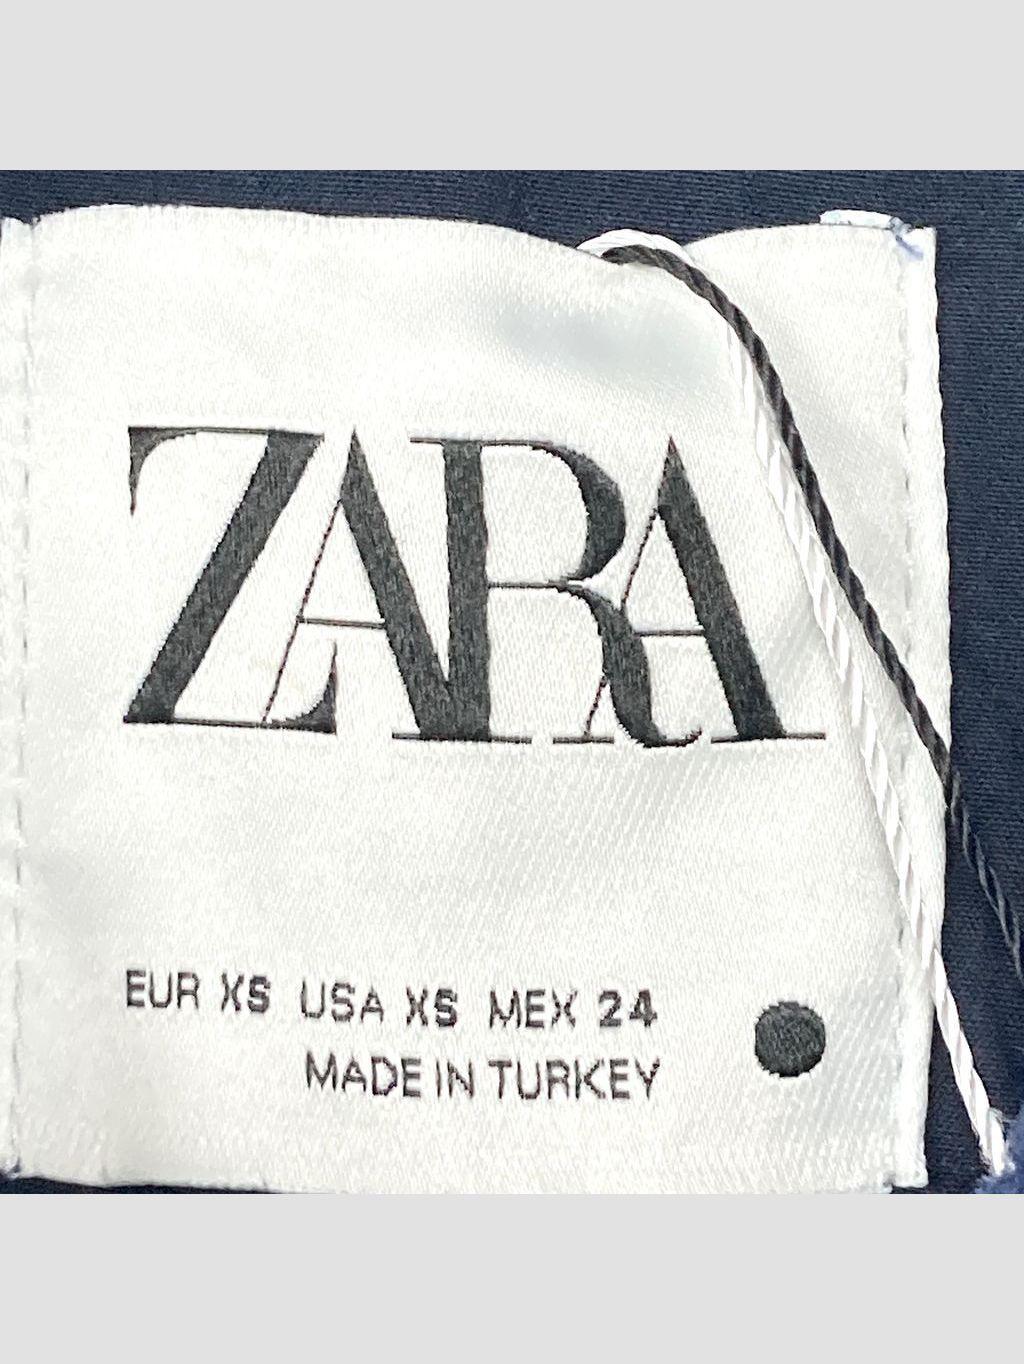 ZARA
EUR XS USA XS MEX 24
MADE IN TURKEY